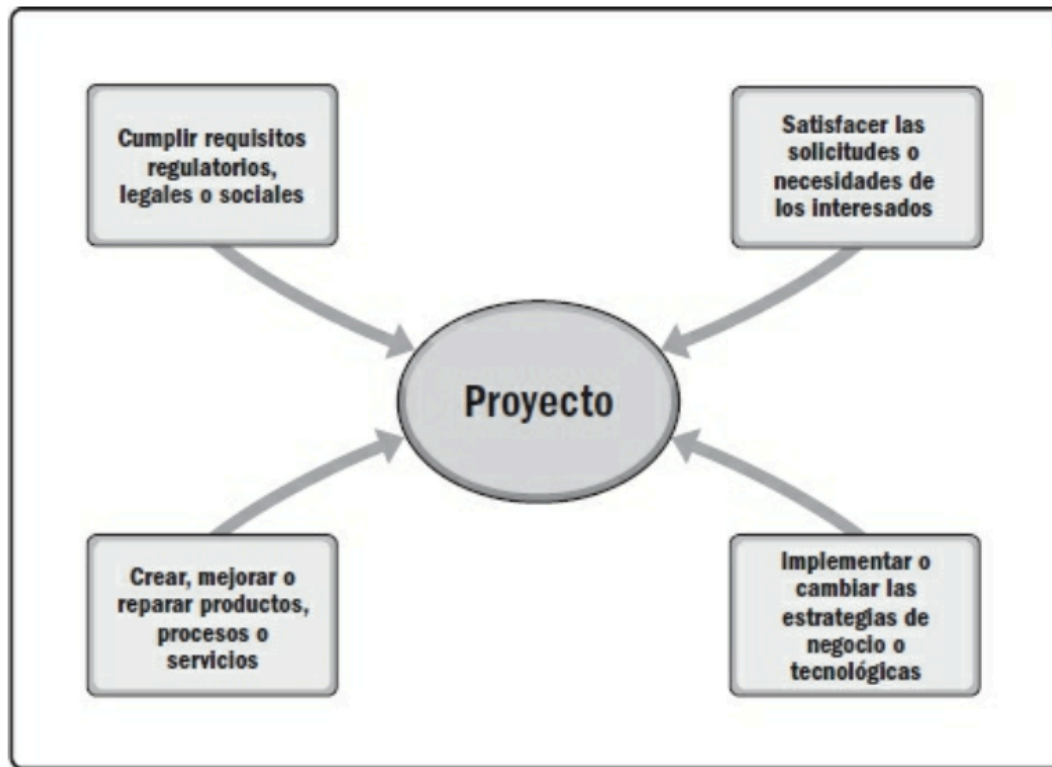 Cumplir requisitos
regulatorios,
legales o sociales
Satisfacer las
solicitudes o
necesidades de
los interesados
Proyecto
Crear, mejorar o
reparar productos,
procesos o
servicios
Implementar o
cambiar las
estrategias de
negocio o
tecnológicas